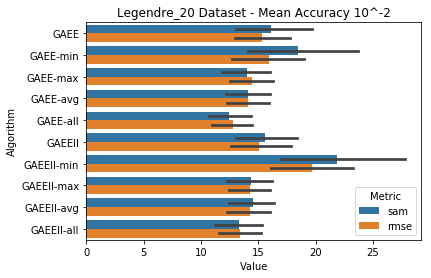 Legendre_20 Dataset - Mean Accuracy 10^-2
Algorithm
GAEE
GAEE-min
GAEE-max
GAEE-avg
GAEE-all
GAEEII
GAEEII-min
GAEEII-max
GAEEII-avg
GAEEII-all
Metric
sam
rmse
0 5 10 15 20 25
Value